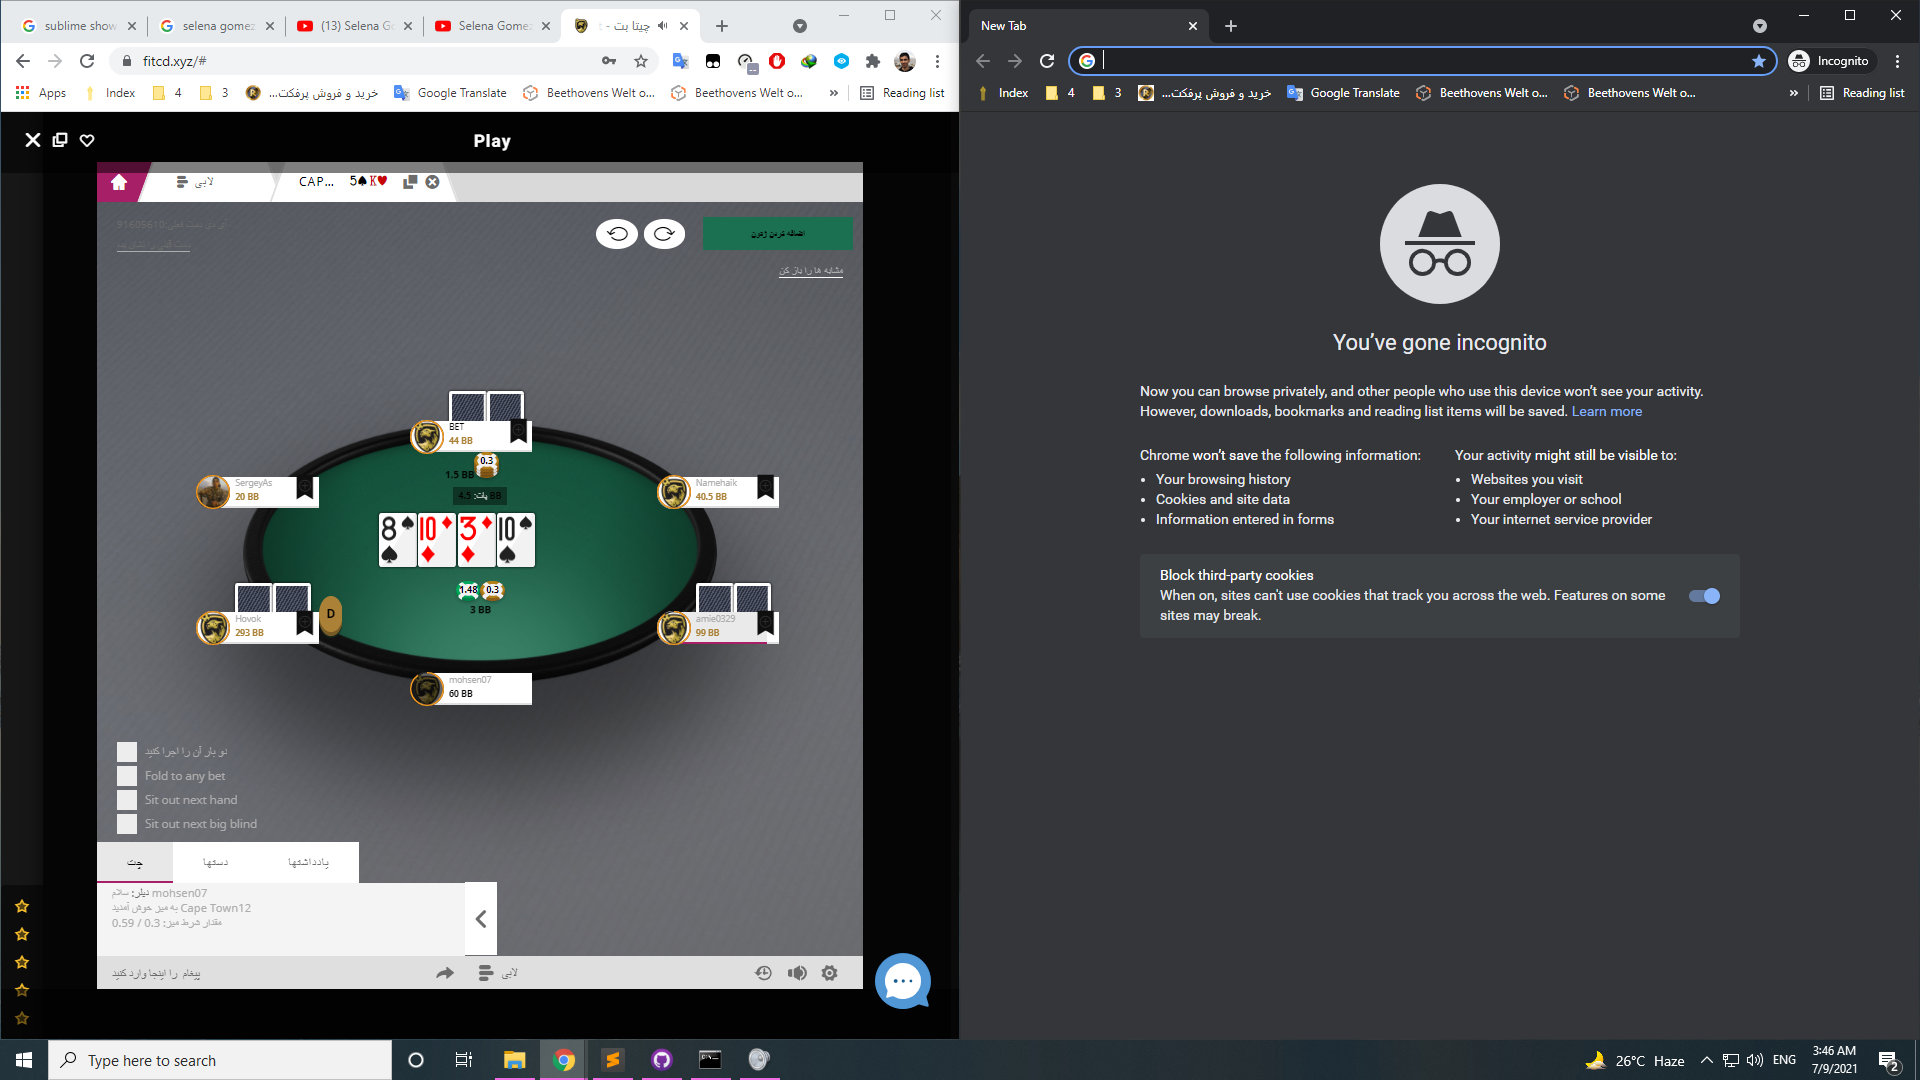 sublime show
selena gomez
(13) Selena Go
Selena Gomez
چیتا بت -
fitcd.xyz/#
Apps
Index
4
3
خرید و فروش پرفکت...
Google Translate
Beethovens Welt o...
Beethovens Welt o...
»
Reading list
Play
لابی
CAP... 5♠K♥
اضافه کردن ژتون
مشابه ها را باز کن
BET
44 BB
0.3
1.5 BB
پات: 4.5 BB
SergeyAs
20 BB
Namehaik
40.5 BB
8♠ 10♦ 3♦ 10♠
1.48 0.3
3 BB
Hovok
293 BB
D
amie0329
99 BB
mohsen07
60 BB
دو بار آن را اجرا کنید
Fold to any bet
Sit out next hand
Sit out next big blind
چت
دستها
یادداشتها
دیلر: سلام mohsen07
به میز خوش آمدید Cape Town12
مقدار شرط میز: 0.3 / 0.59
پیغام را اینجا وارد کنید
لابی
New Tab
Incognito
Index
4
3
خرید و فروش پرفکت...
Google Translate
Beethovens Welt o...
Beethovens Welt o...
»
Reading list
You've gone incognito
Now you can browse privately, and other people who use this device won't see your activity.
However, downloads, bookmarks and reading list items will be saved. Learn more
Chrome won't save the following information:
• Your browsing history
• Cookies and site data
• Information entered in forms
Your activity might still be visible to:
• Websites you visit
• Your employer or school
• Your internet service provider
Block third-party cookies
When on, sites can't use cookies that track you across the web. Features on some
sites may break.
Type here to search
26°C Haze
ENG
3:46 AM
7/9/2021
2